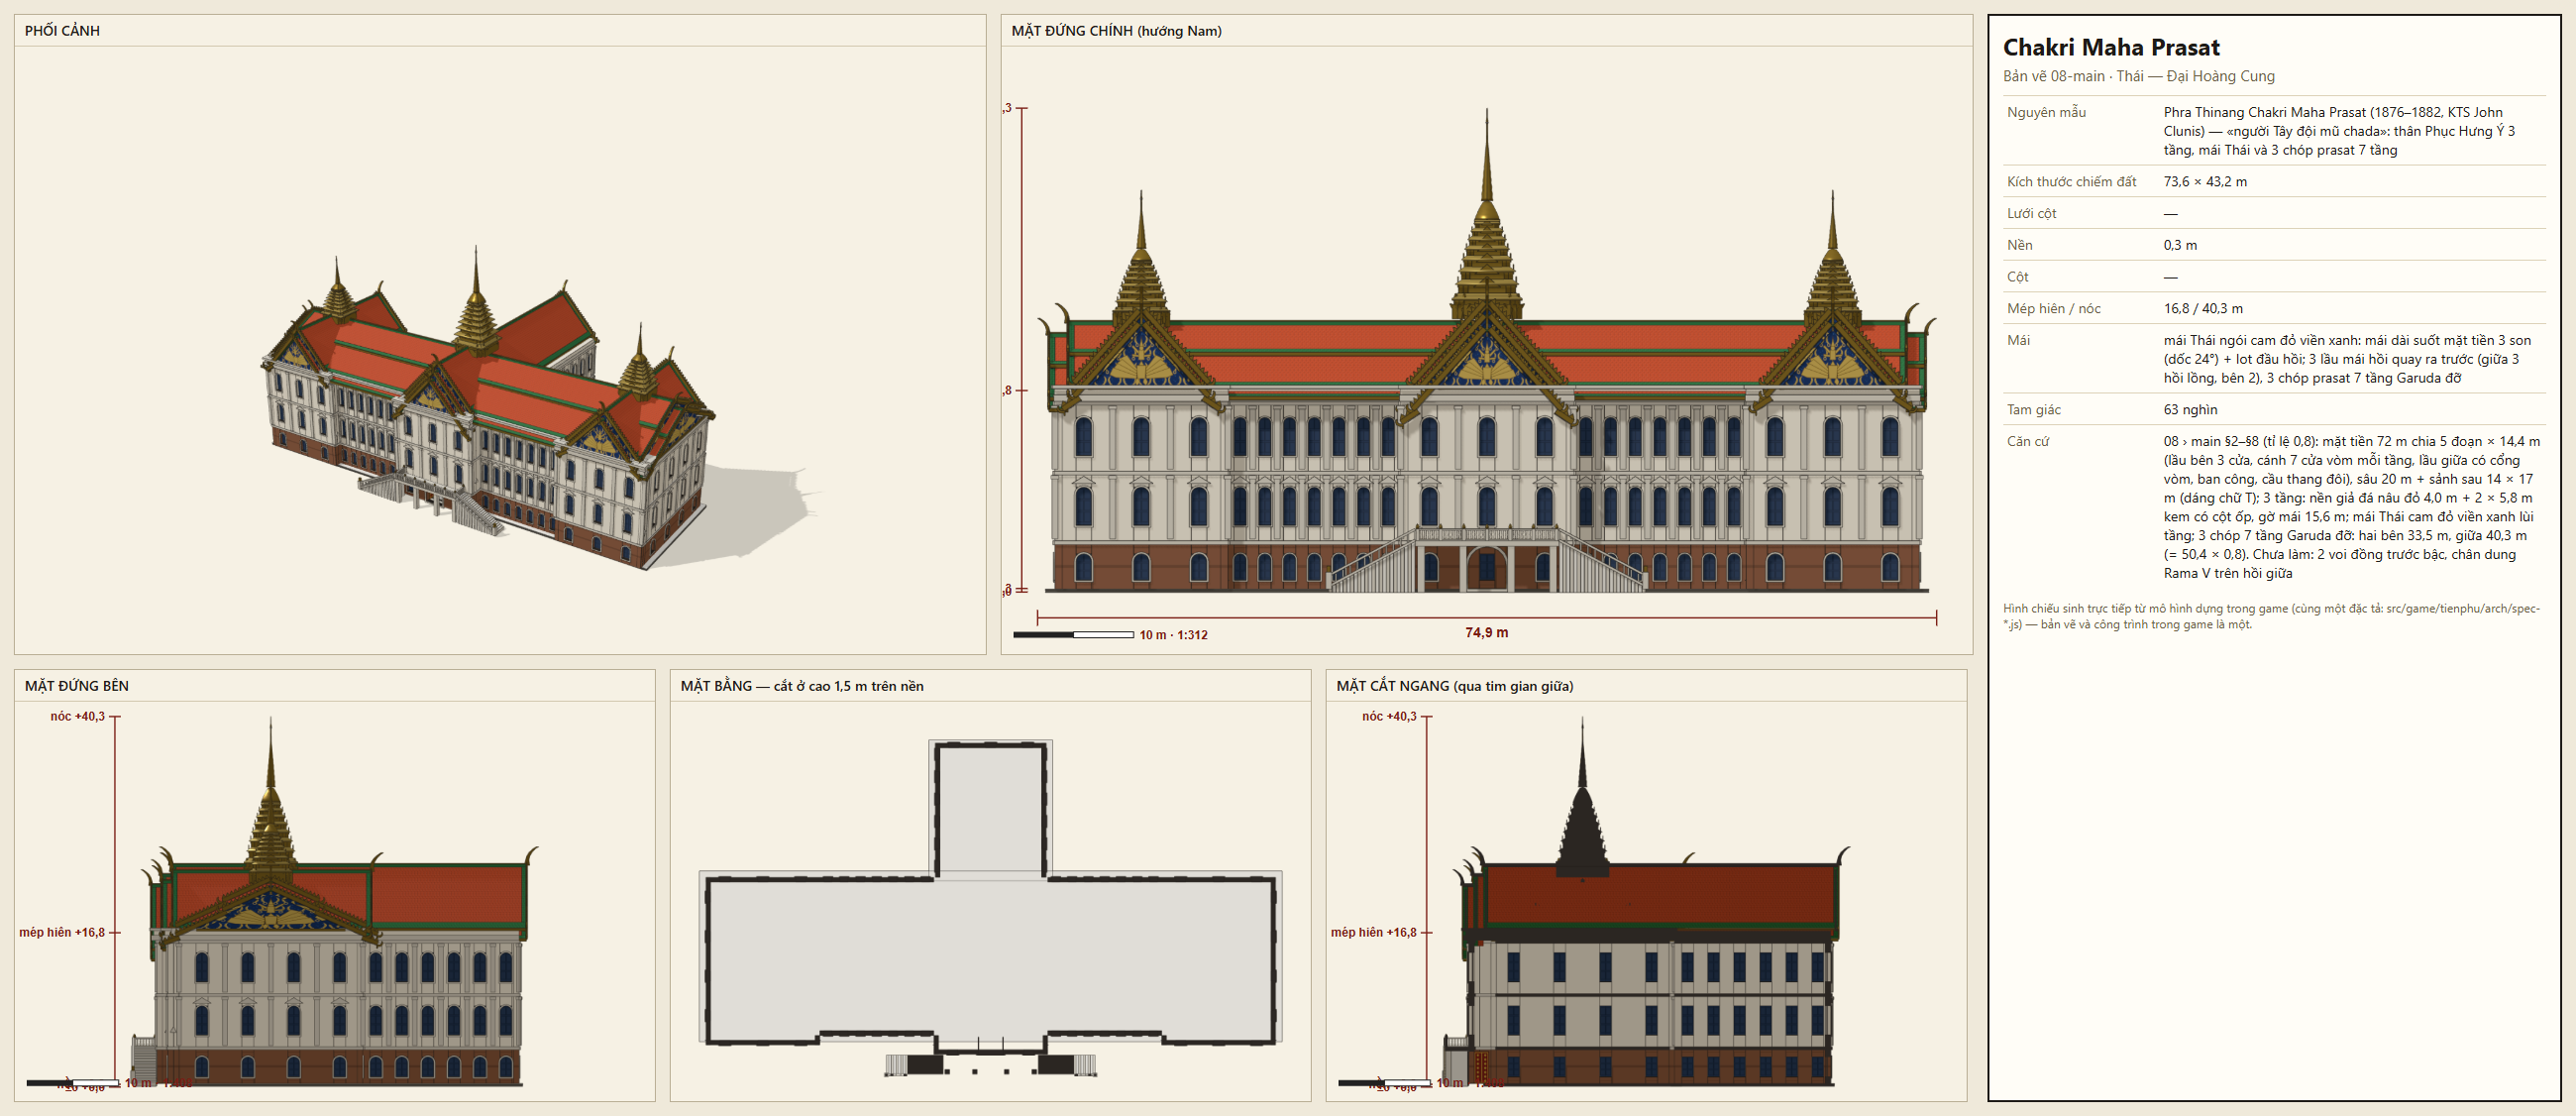 PHỐI CẢNH
MẶT ĐỨNG CHÍNH (hướng Nam)
,3
,8
10 m · 1:312
74,9 m
MẶT ĐỨNG BÊN
nóc +40,3
mép hiên +16,8
10 m
MẶT BẰNG — cắt ở cao 1,5 m trên nền
MẶT CẮT NGANG (qua tim gian giữa)
nóc +40,3
mép hiên +16,8
10 m
Chakri Maha Prasat
Bản vẽ 08-main · Thái — Đại Hoàng Cung
Nguyên mẫu
Phra Thinang Chakri Maha Prasat (1876–1882, KTS John
Clunis) — «người Tây đội mũ chada»: thân Phục Hưng Ý 3
tầng, mái Thái và 3 chóp prasat 7 tầng
Kích thước chiếm đất
73,6 × 43,2 m
Lưới cột
—
Nền
0,3 m
Cột
—
Mép hiên / nóc
16,8 / 40,3 m
Mái
mái Thái ngói cam đỏ viền xanh: mái dài suốt mặt tiền 3 son
(dốc 24°) + lot đầu hồi; 3 lầu mái hồi quay ra trước (giữa 3
hồi lồng, bên 2), 3 chóp prasat 7 tầng Garuda đỡ
Tam giác
63 nghìn
Căn cứ
08 › main §2–§8 (tỉ lệ 0,8): mặt tiền 72 m chia 5 đoạn × 14,4 m
(lầu bên 3 cửa, cánh 7 cửa vòm mỗi tầng, lầu giữa có cổng
vòm, ban công, cầu thang đôi), sâu 20 m + sảnh sau 14 × 17
m (dáng chữ T); 3 tầng: nền giả đá nâu đỏ 4,0 m + 2 × 5,8 m
kem có cột ốp, gờ mái 15,6 m; mái Thái cam đỏ viền xanh lùi
tầng; 3 chóp 7 tầng Garuda đỡ: hai bên 33,5 m, giữa 40,3 m
(= 50,4 × 0,8). Chưa làm: 2 voi đồng trước bậc, chân dung
Rama V trên hồi giữa
Hình chiếu sinh trực tiếp từ mô hình dựng trong game (cùng một đặc tả: src/game/tienphu/arch/spec-
*.js) — bản vẽ và công trình trong game là một.